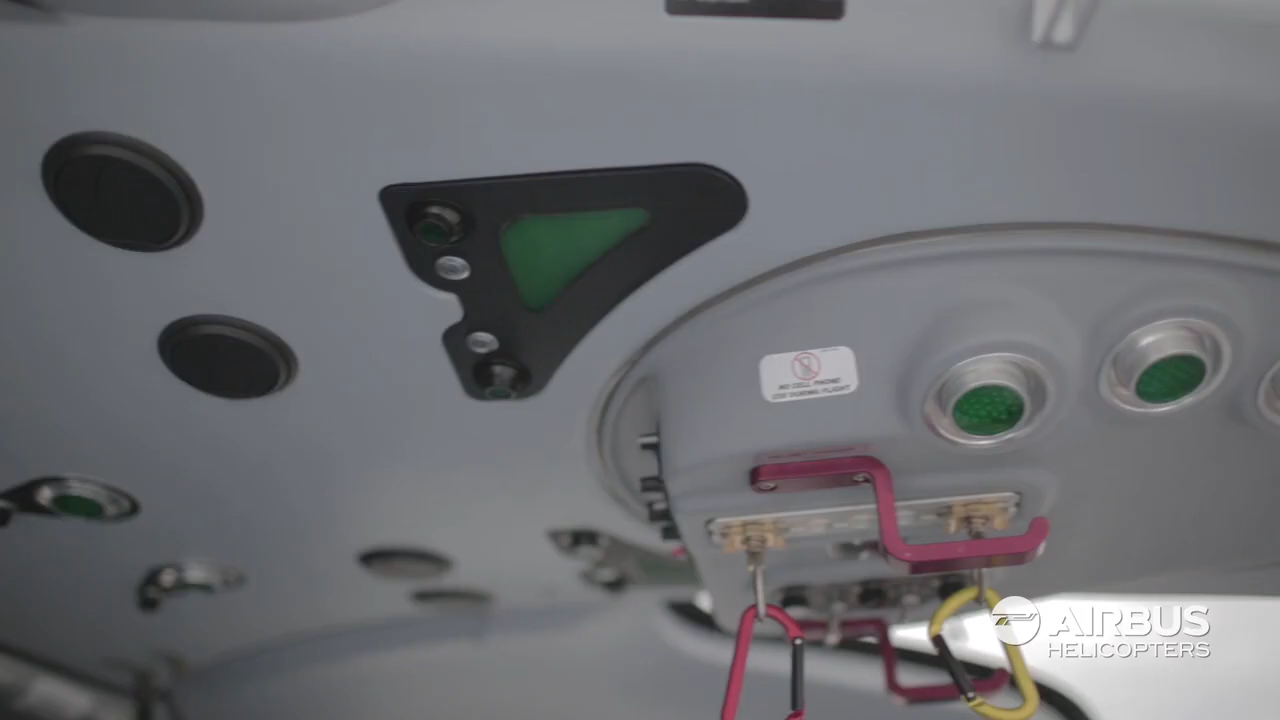 NO CELL PHONE
USE DURING FLIGHT
AIRBUS
HELICOPTERS